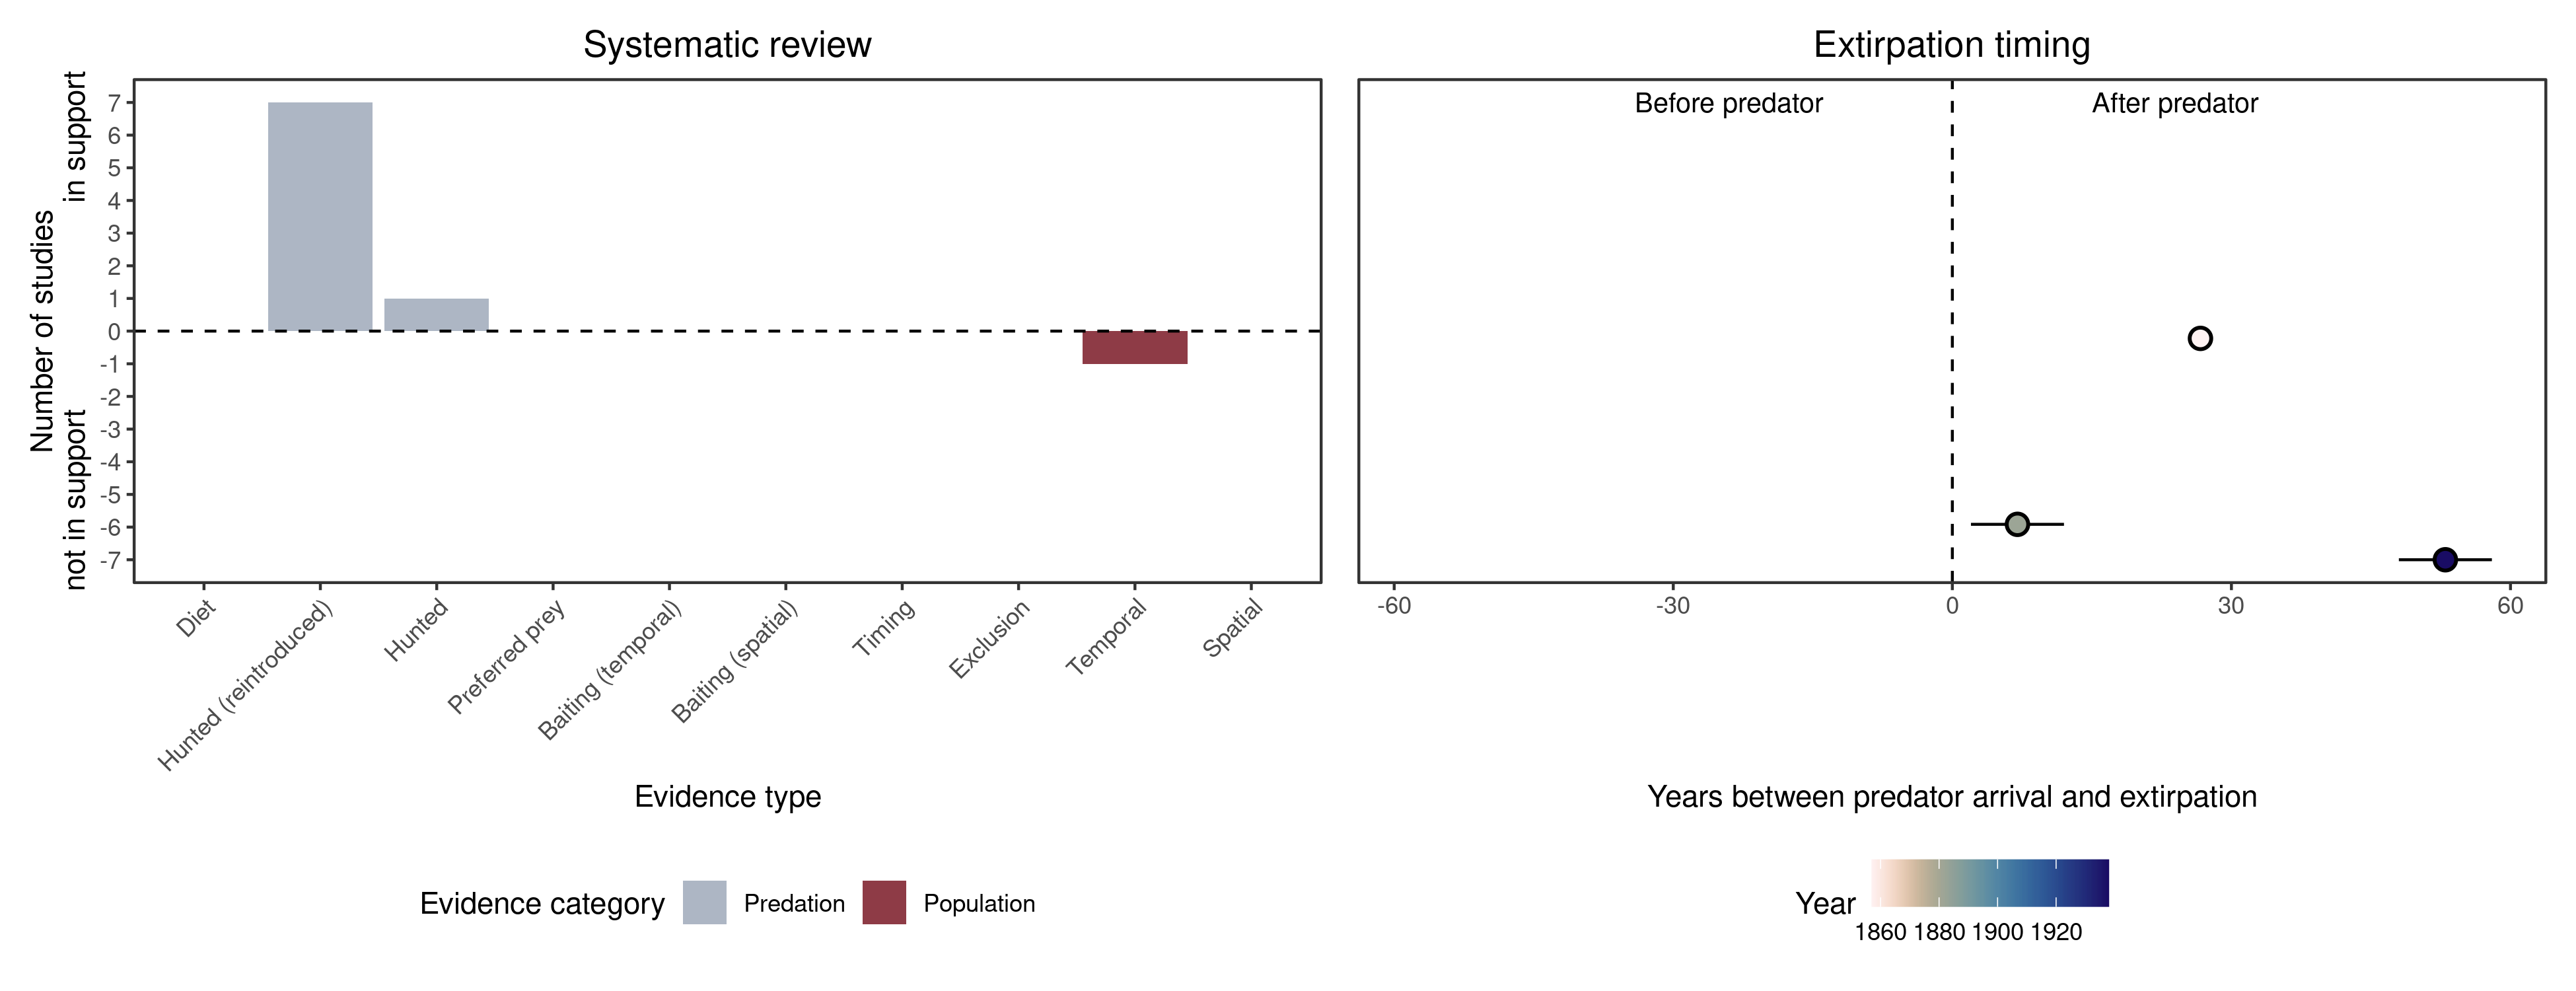 Systematic review
Number of studies
not in support
in support
7
6
5
4
3
2
1
0
-1
-2
-3
-4
-5
-6
-7
Diet
Hunted (reintroduced)
Hunted
Preferred prey
Baiting (temporal)
Baiting (spatial)
Timing
Exclusion
Temporal
Spatial
Evidence type
Evidence category
Predation
Population
Extirpation timing
Before predator
After predator
-60
-30
0
30
60
Years between predator arrival and extirpation
Year
1860 1880 1900 1920